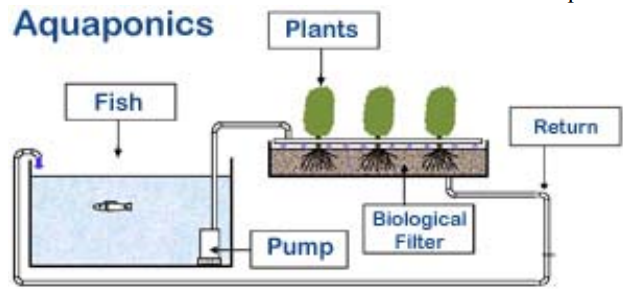 Aquaponics
Plants
Fish
Return
Biological
Filter
Pump